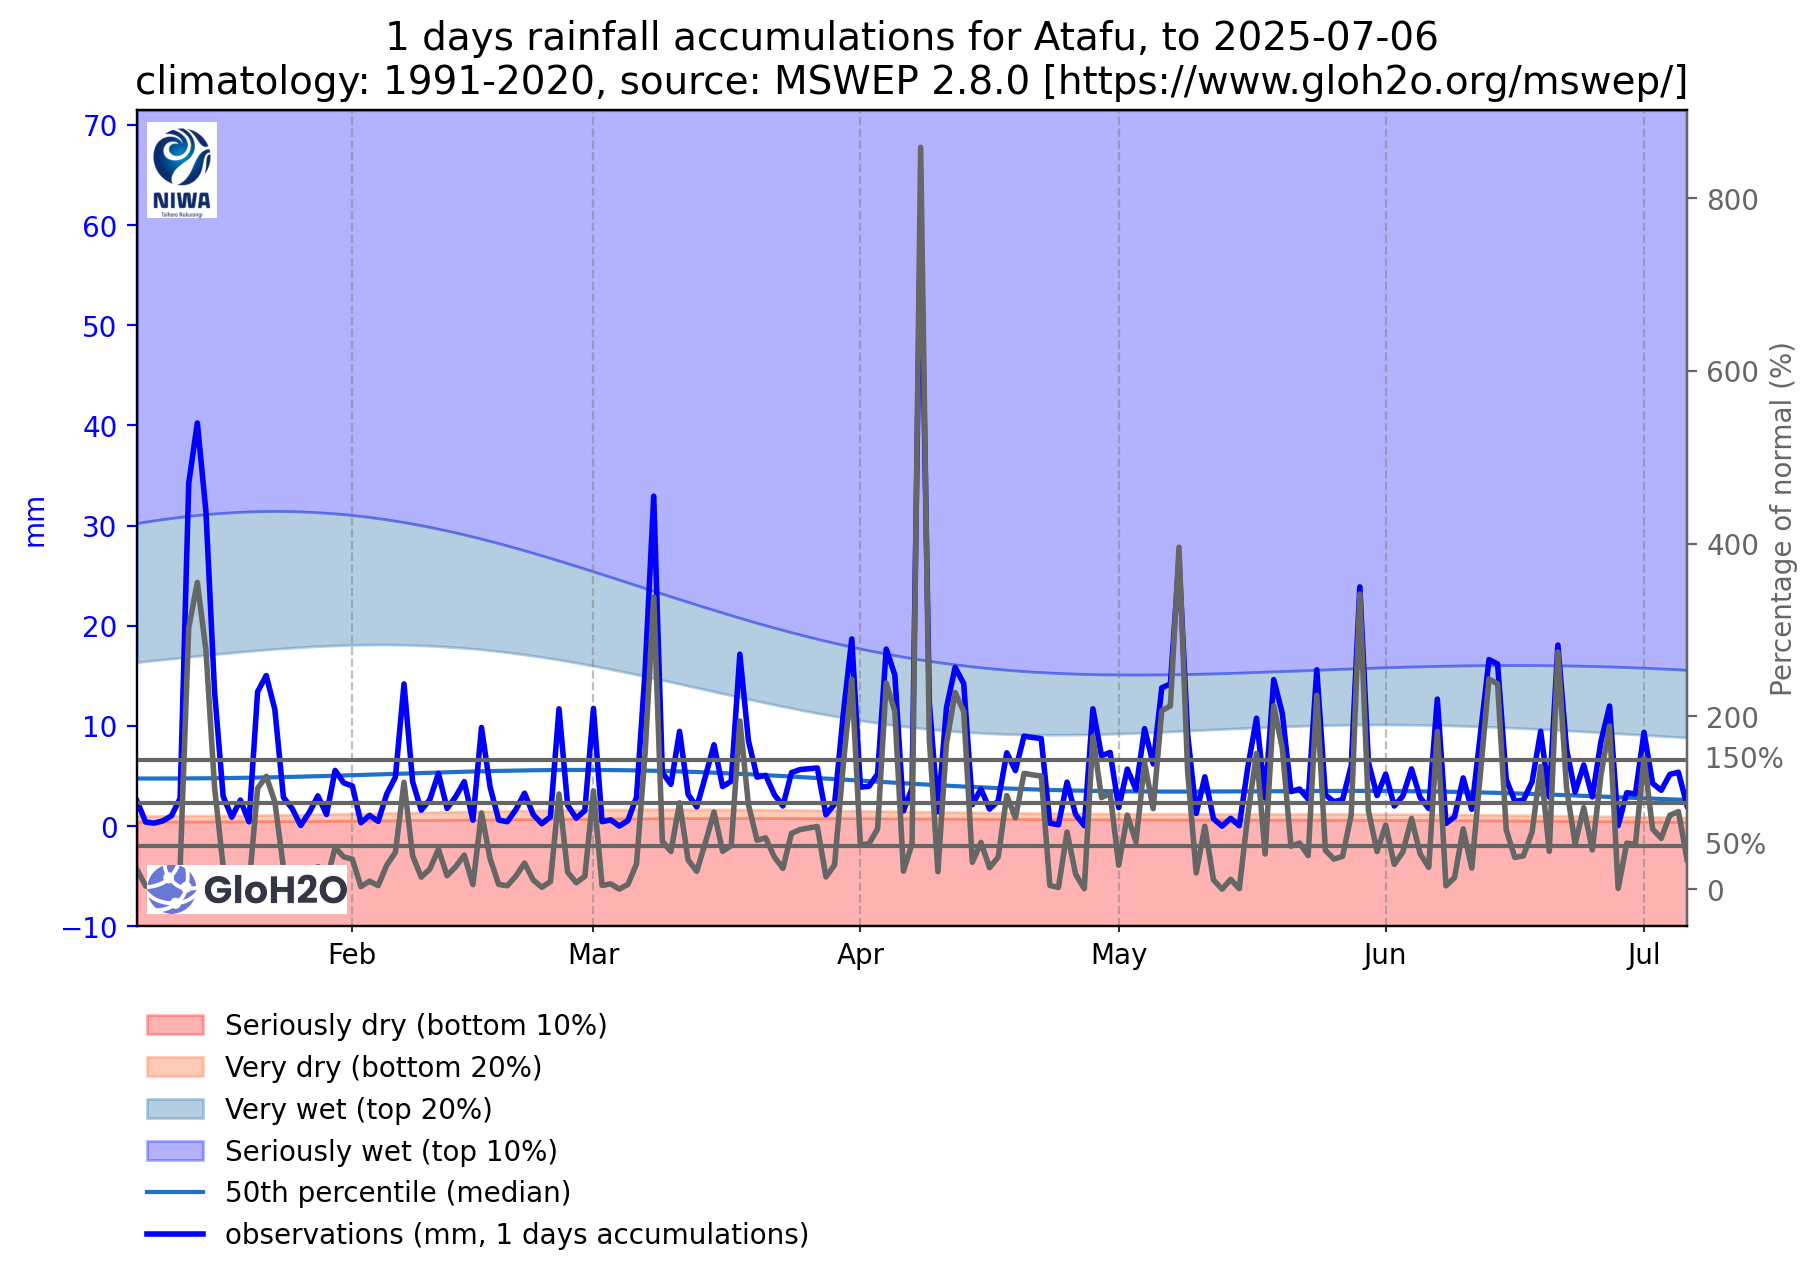 1 days rainfall accumulations for Atafu, to 2025-07-06
climatology: 1991-2020, source: MSWEP 2.8.0 [https://www.gloh2o.org/mswep/]
70
60
50
40
30
20
10
0
−10
mm
NIWA
Taihoro Nukurangi
GloH2O
800
600
400
200
150%
50%
0
Percentage of normal (%)
Feb
Mar
Apr
May
Jun
Jul
Seriously dry (bottom 10%)
Very dry (bottom 20%)
Very wet (top 20%)
Seriously wet (top 10%)
50th percentile (median)
observations (mm, 1 days accumulations)